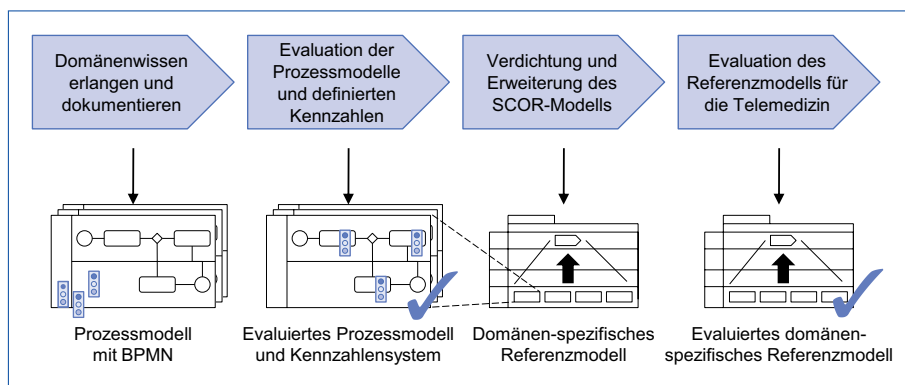 Domänenwissen
erlangen und
dokumentieren
Evaluation der
Prozessmodelle
und definierten
Kennzahlen
Verdichtung und
Erweiterung des
SCOR-Modells
Evaluation des
Referenzmodells für
die Telemedizin
Prozessmodell
mit BPMN
Evaluiertes Prozessmodell
und Kennzahlensystem
Domänen-spezifisches
Referenzmodell
Evaluiertes domänen-
spezifisches Referenzmodell